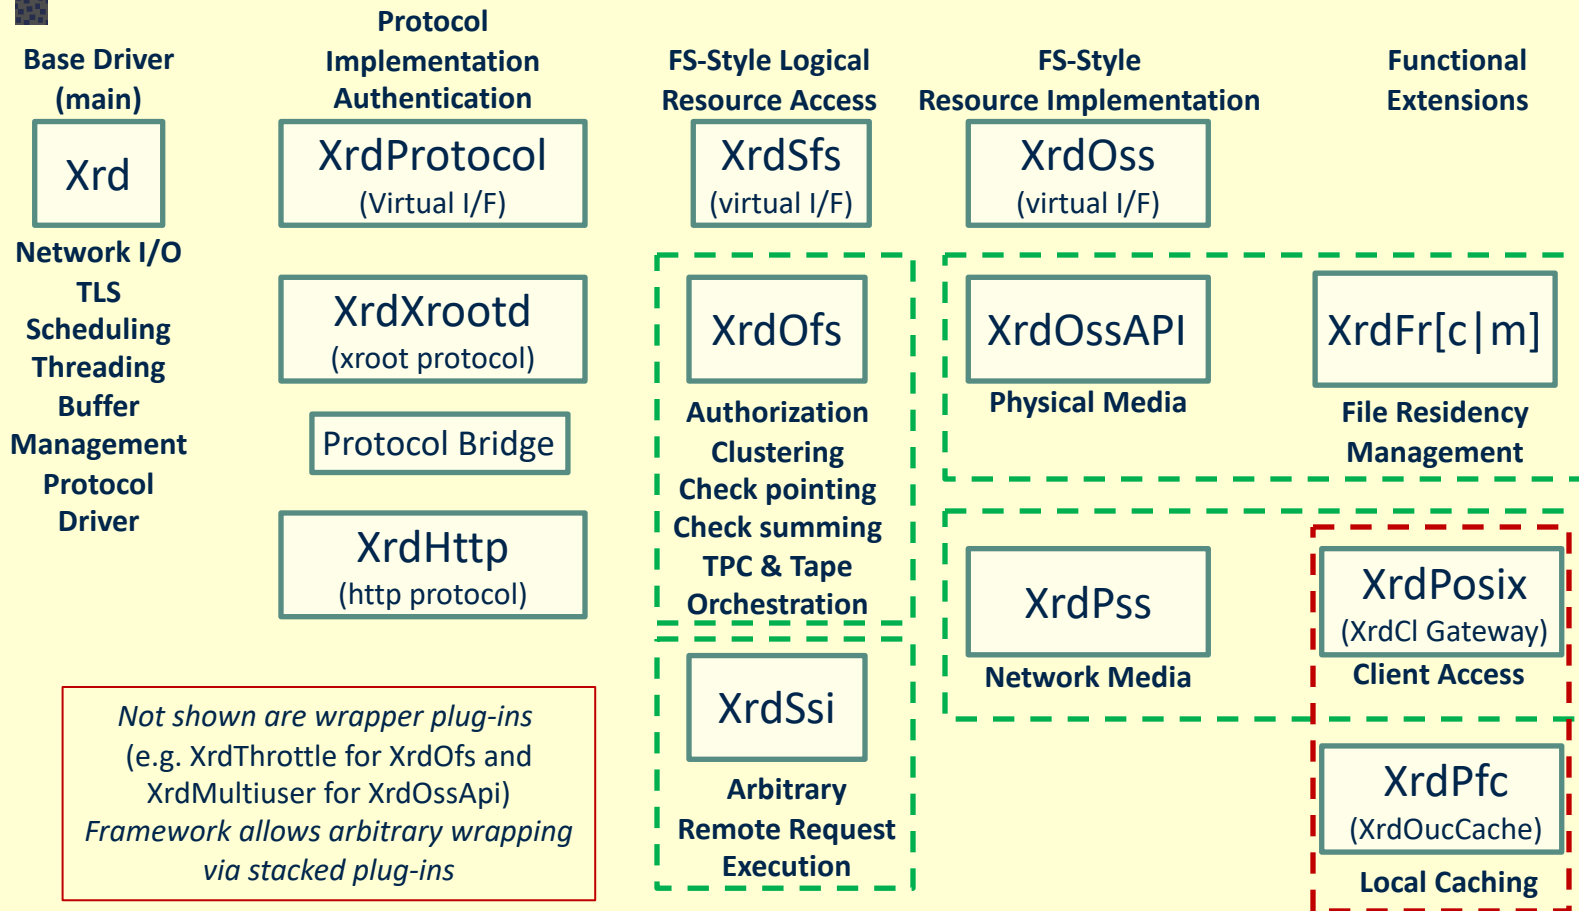 Base Driver
(main)
Xrd
Network I/O
TLS
Scheduling
Threading
Buffer
Management
Protocol
Driver
Protocol
Implementation
Authentication
XrdProtocol
(Virtual I/F)
XrdXrootd
(xroot protocol)
Protocol Bridge
XrdHttp
(http protocol)
Not shown are wrapper plug-ins
(e.g. XrdThrottle for XrdOfs and
XrdMultiuser for XrdOssApi)
Framework allows arbitrary wrapping
via stacked plug-ins
FS-Style Logical
Resource Access
XrdSfs
(virtual I/F)
XrdOfs
Authorization
Clustering
Check pointing
Check summing
TPC & Tape
Orchestration
XrdSsi
Arbitrary
Remote Request
Execution
FS-Style
Resource Implementation
XrdOss
(virtual I/F)
XrdOssAPI
Physical Media
XrdPss
Network Media
Functional
Extensions
XrdFr[c|m]
File Residency
Management
XrdPosix
(XrdCl Gateway)
Client Access
XrdPfc
(XrdOucCache)
Local Caching